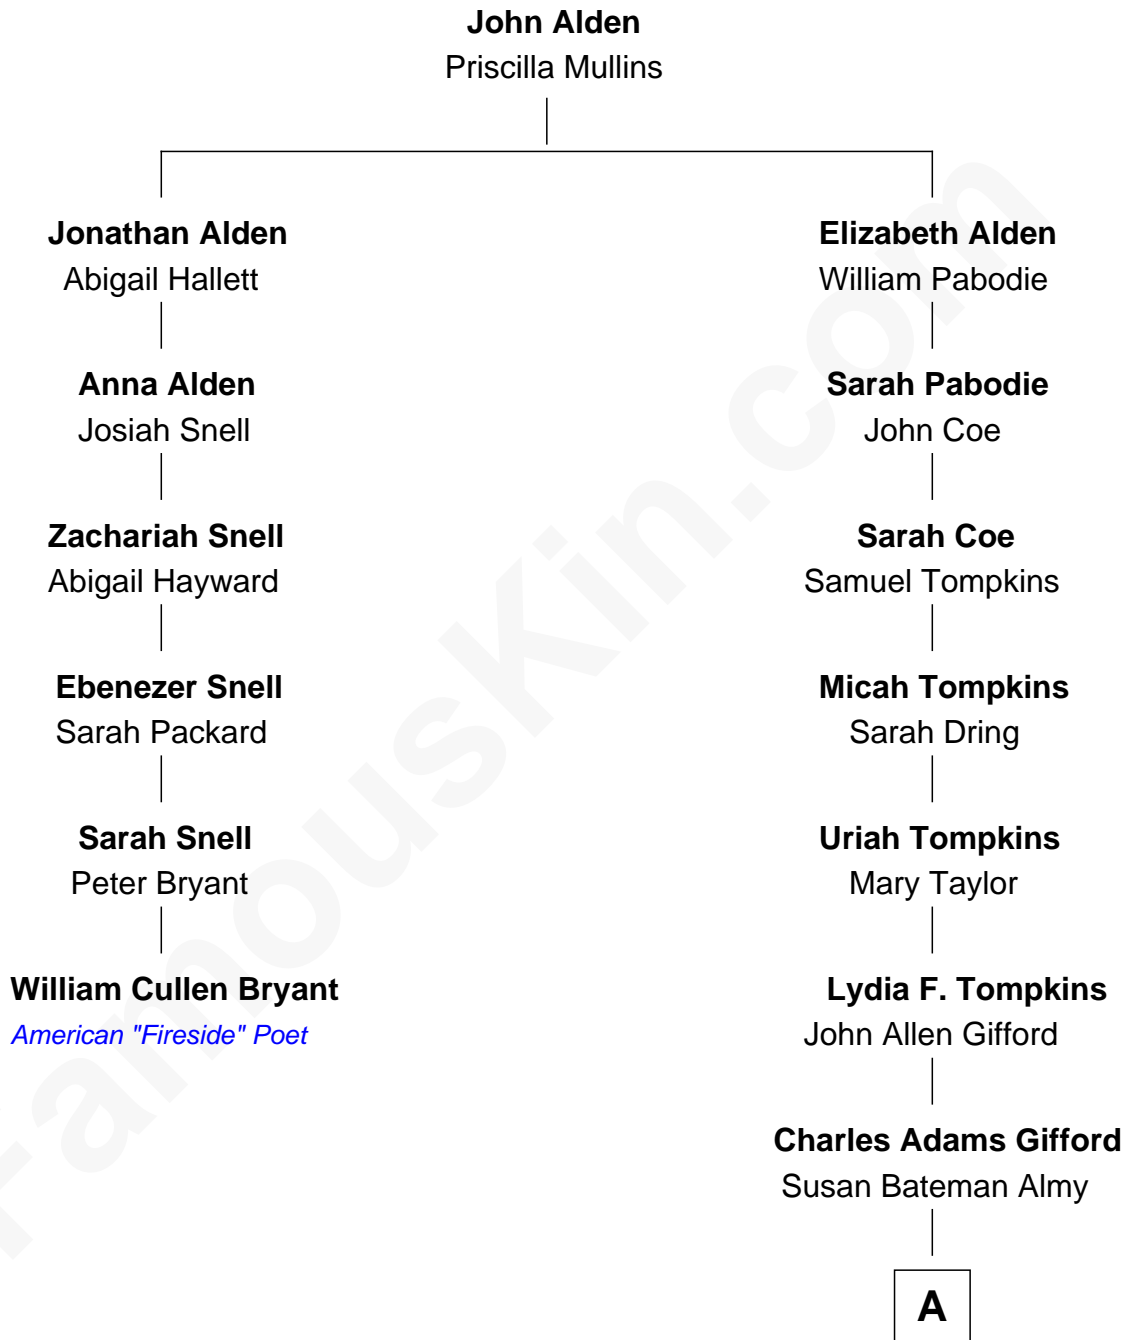 John Alden
Priscilla Mullins
Jonathan Alden
Abigail Hallett
Elizabeth Alden
William Pabodie
Anna Alden
Josiah Snell
Sarah Pabodie
John Coe
Zachariah Snell
Abigail Hayward
Sarah Coe
Samuel Tompkins
Ebenezer Snell
Sarah Packard
Micah Tompkins
Sarah Dring
Sarah Snell
Peter Bryant
Uriah Tompkins
Mary Taylor
William Cullen Bryant
American "Fireside" Poet
Lydia F. Tompkins
John Allen Gifford
Charles Adams Gifford
Susan Bateman Almy
A
FamousKin.com